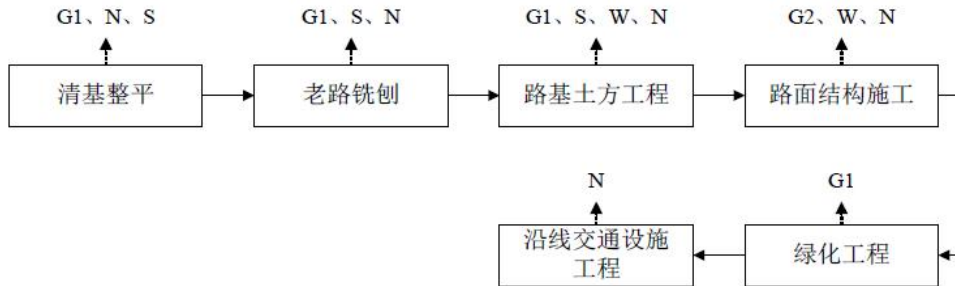 G1、N、S
G1、S、N
G1、S、W、N
G2、W、N
清基整平
老路铣刨
路基土方工程
路面结构施工
N
G1
沿线交通设施
工程
绿化工程